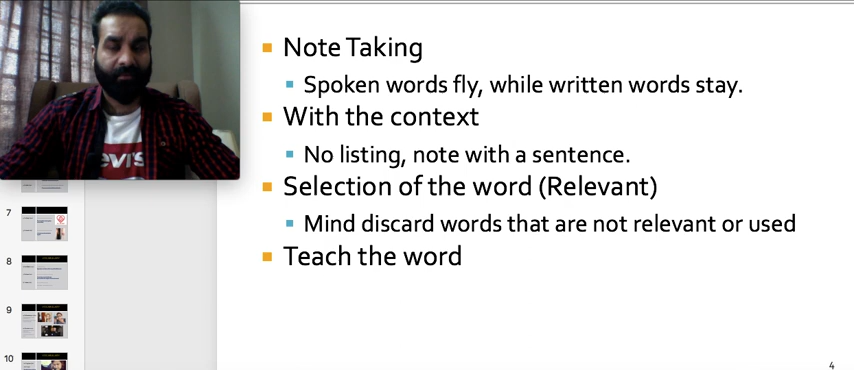 Note Taking
Spoken words fly, while written words stay.
With the context
No listing, note with a sentence.
Selection of the word (Relevant)
Mind discard words that are not relevant or used
Teach the word
7
8
9
10
4